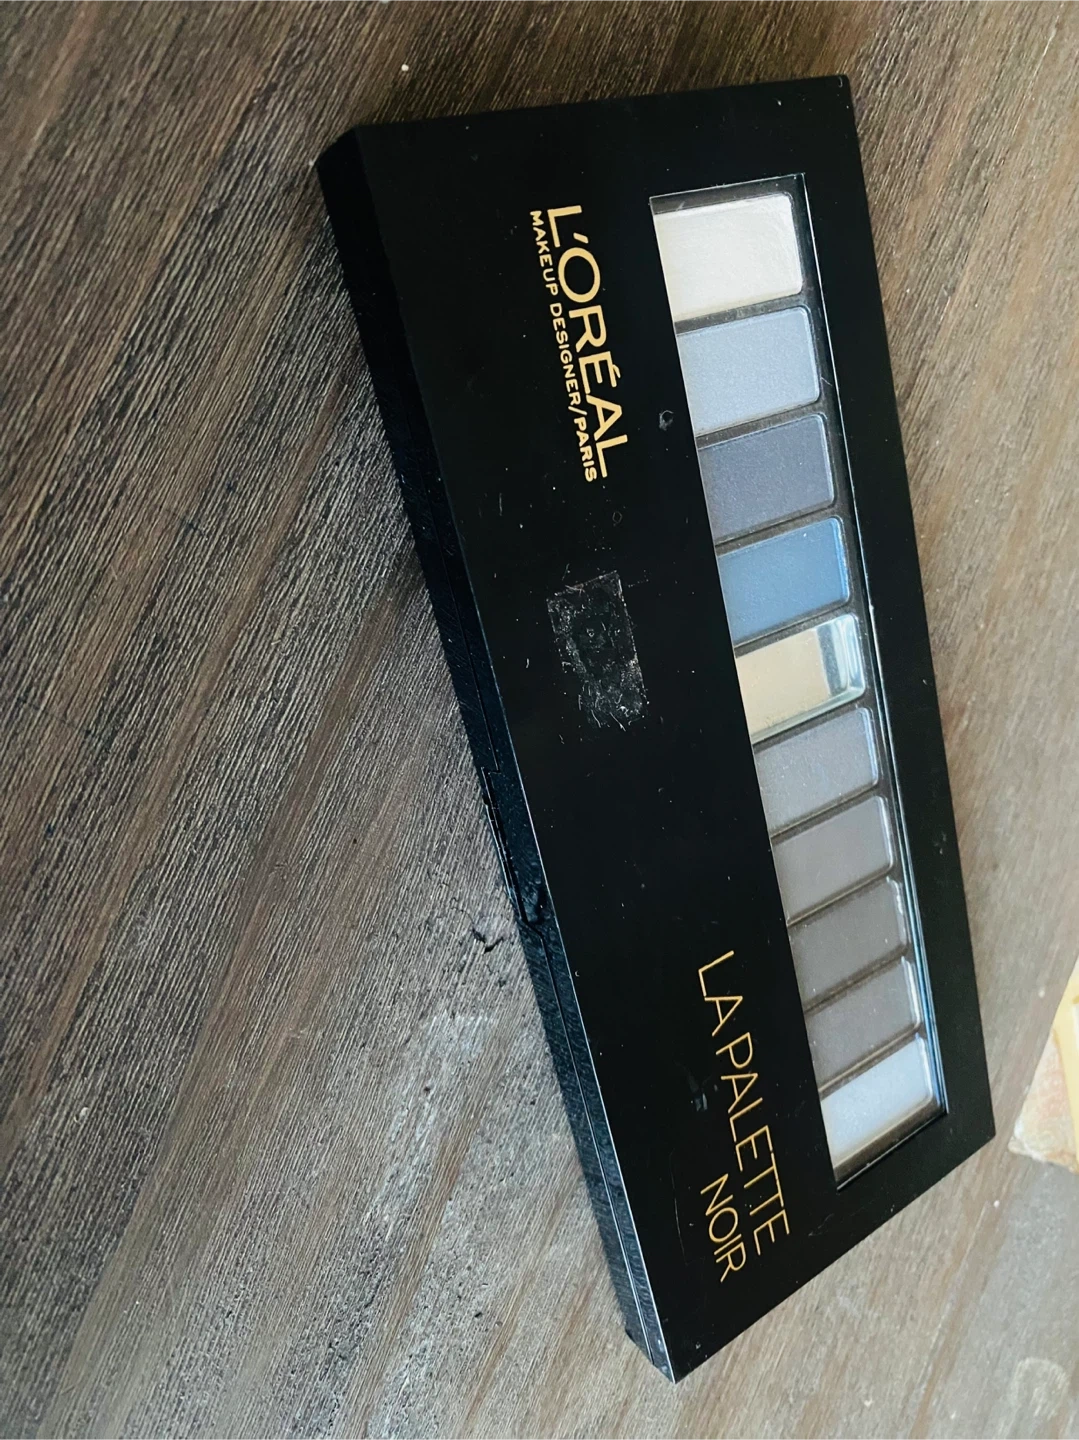 L'ORÉAL
MAKEUP DESIGNER/PARIS
LA PALETTE
NOIR